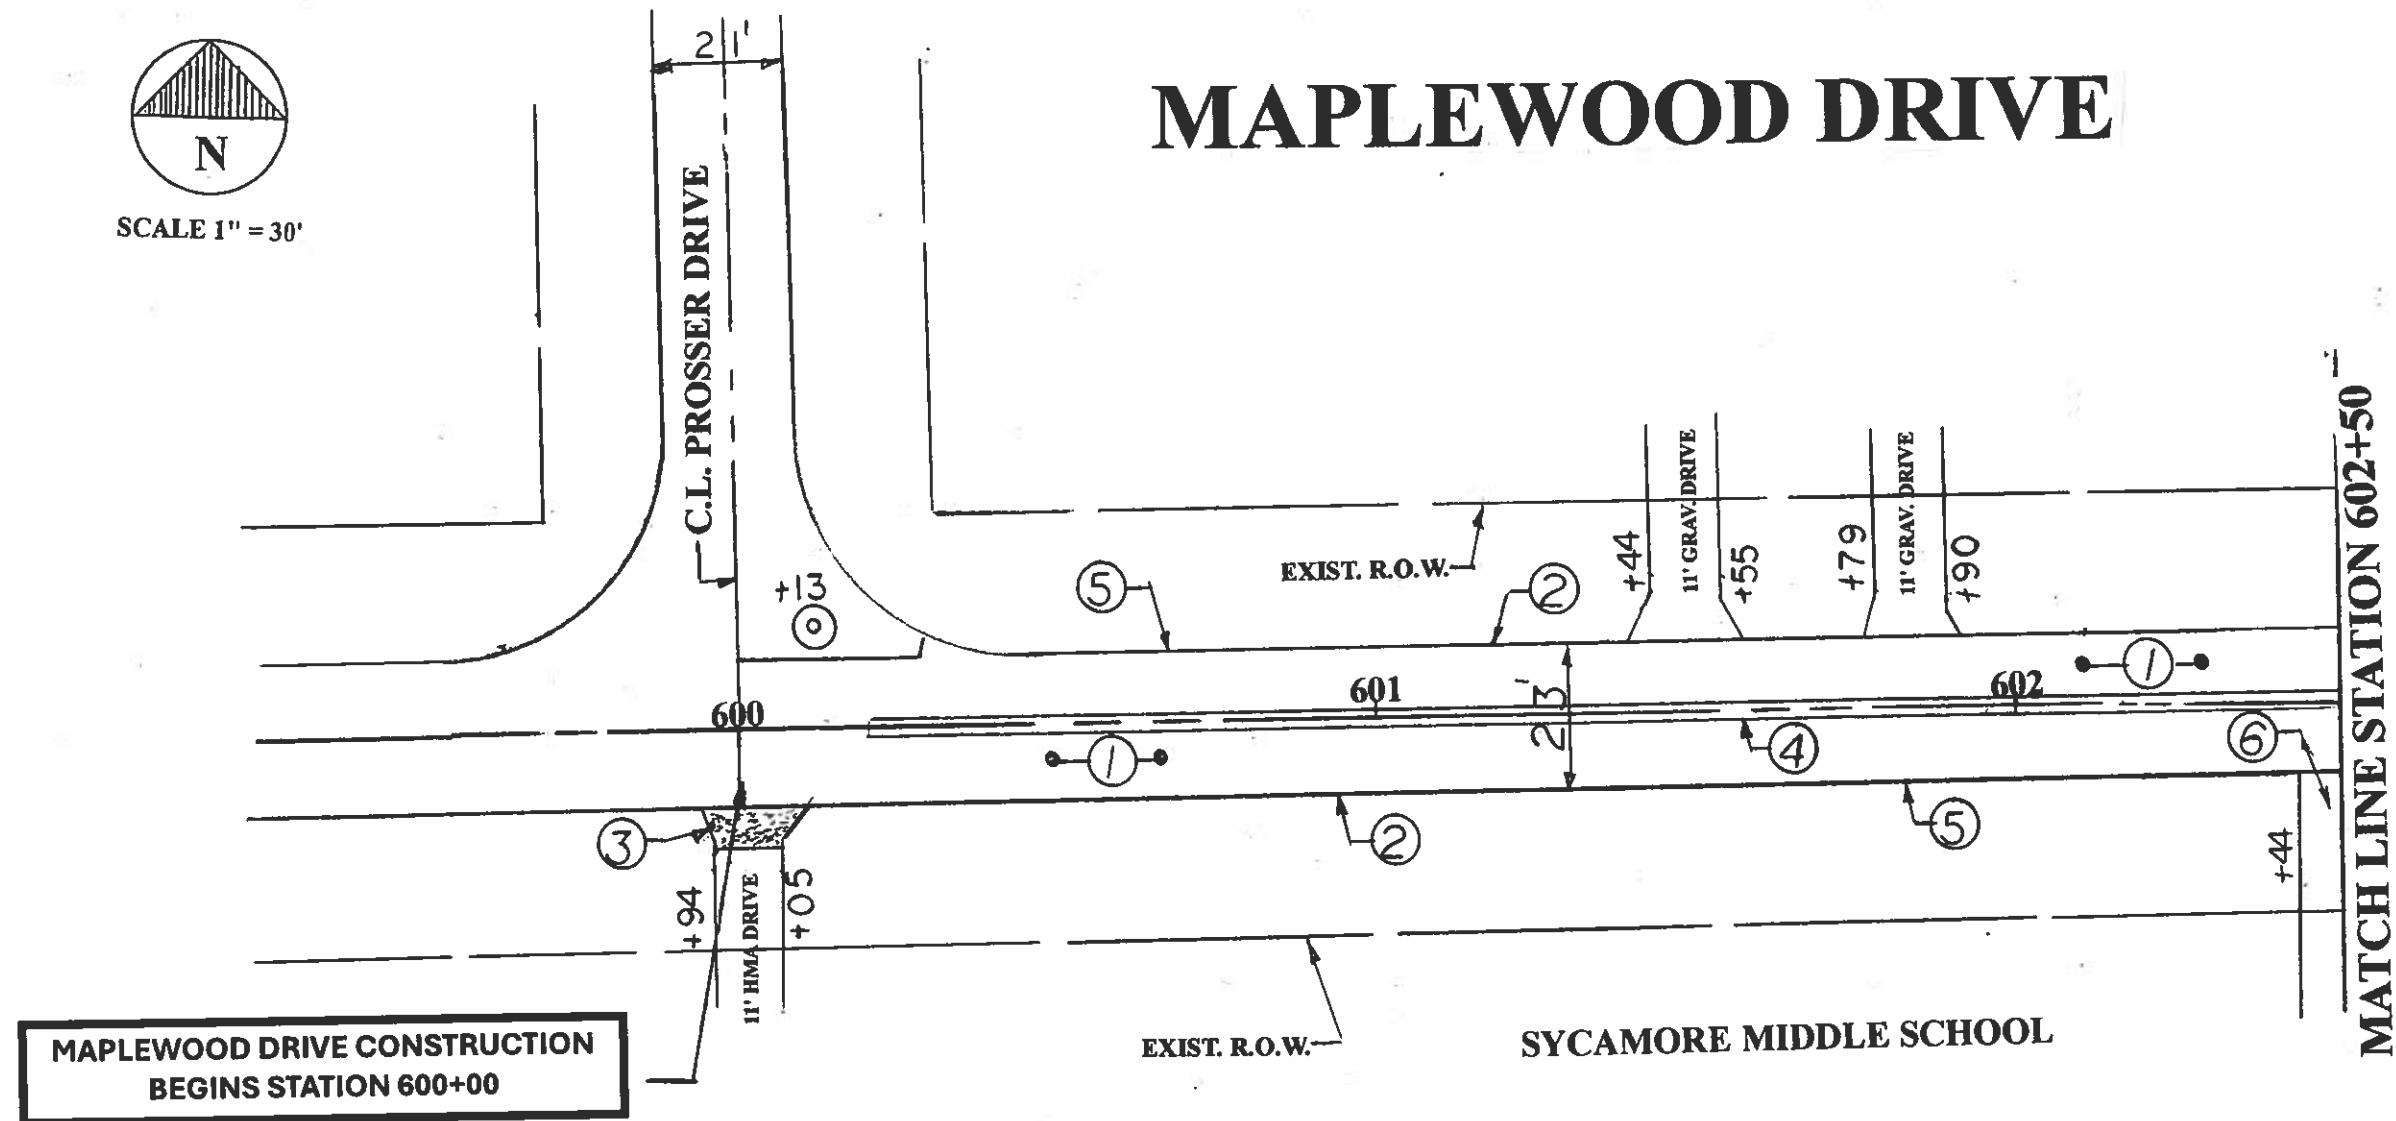 21'
MAPLEWOOD DRIVE
N
SCALE 1" = 30'
C.L. PROSSER DRIVE
+13
5
EXIST. R.O.W.
2
+44
11' GRAV. DRIVE
+55
+79
11' GRAV. DRIVE
+90
MATCH LINE STATION 602+50
600
601
602
1
23'
1
4
6
3
2
5
+44
+94
11' HMA DRIVE
+05
EXIST. R.O.W.
SYCAMORE MIDDLE SCHOOL
MAPLEWOOD DRIVE CONSTRUCTION
BEGINS STATION 600+00